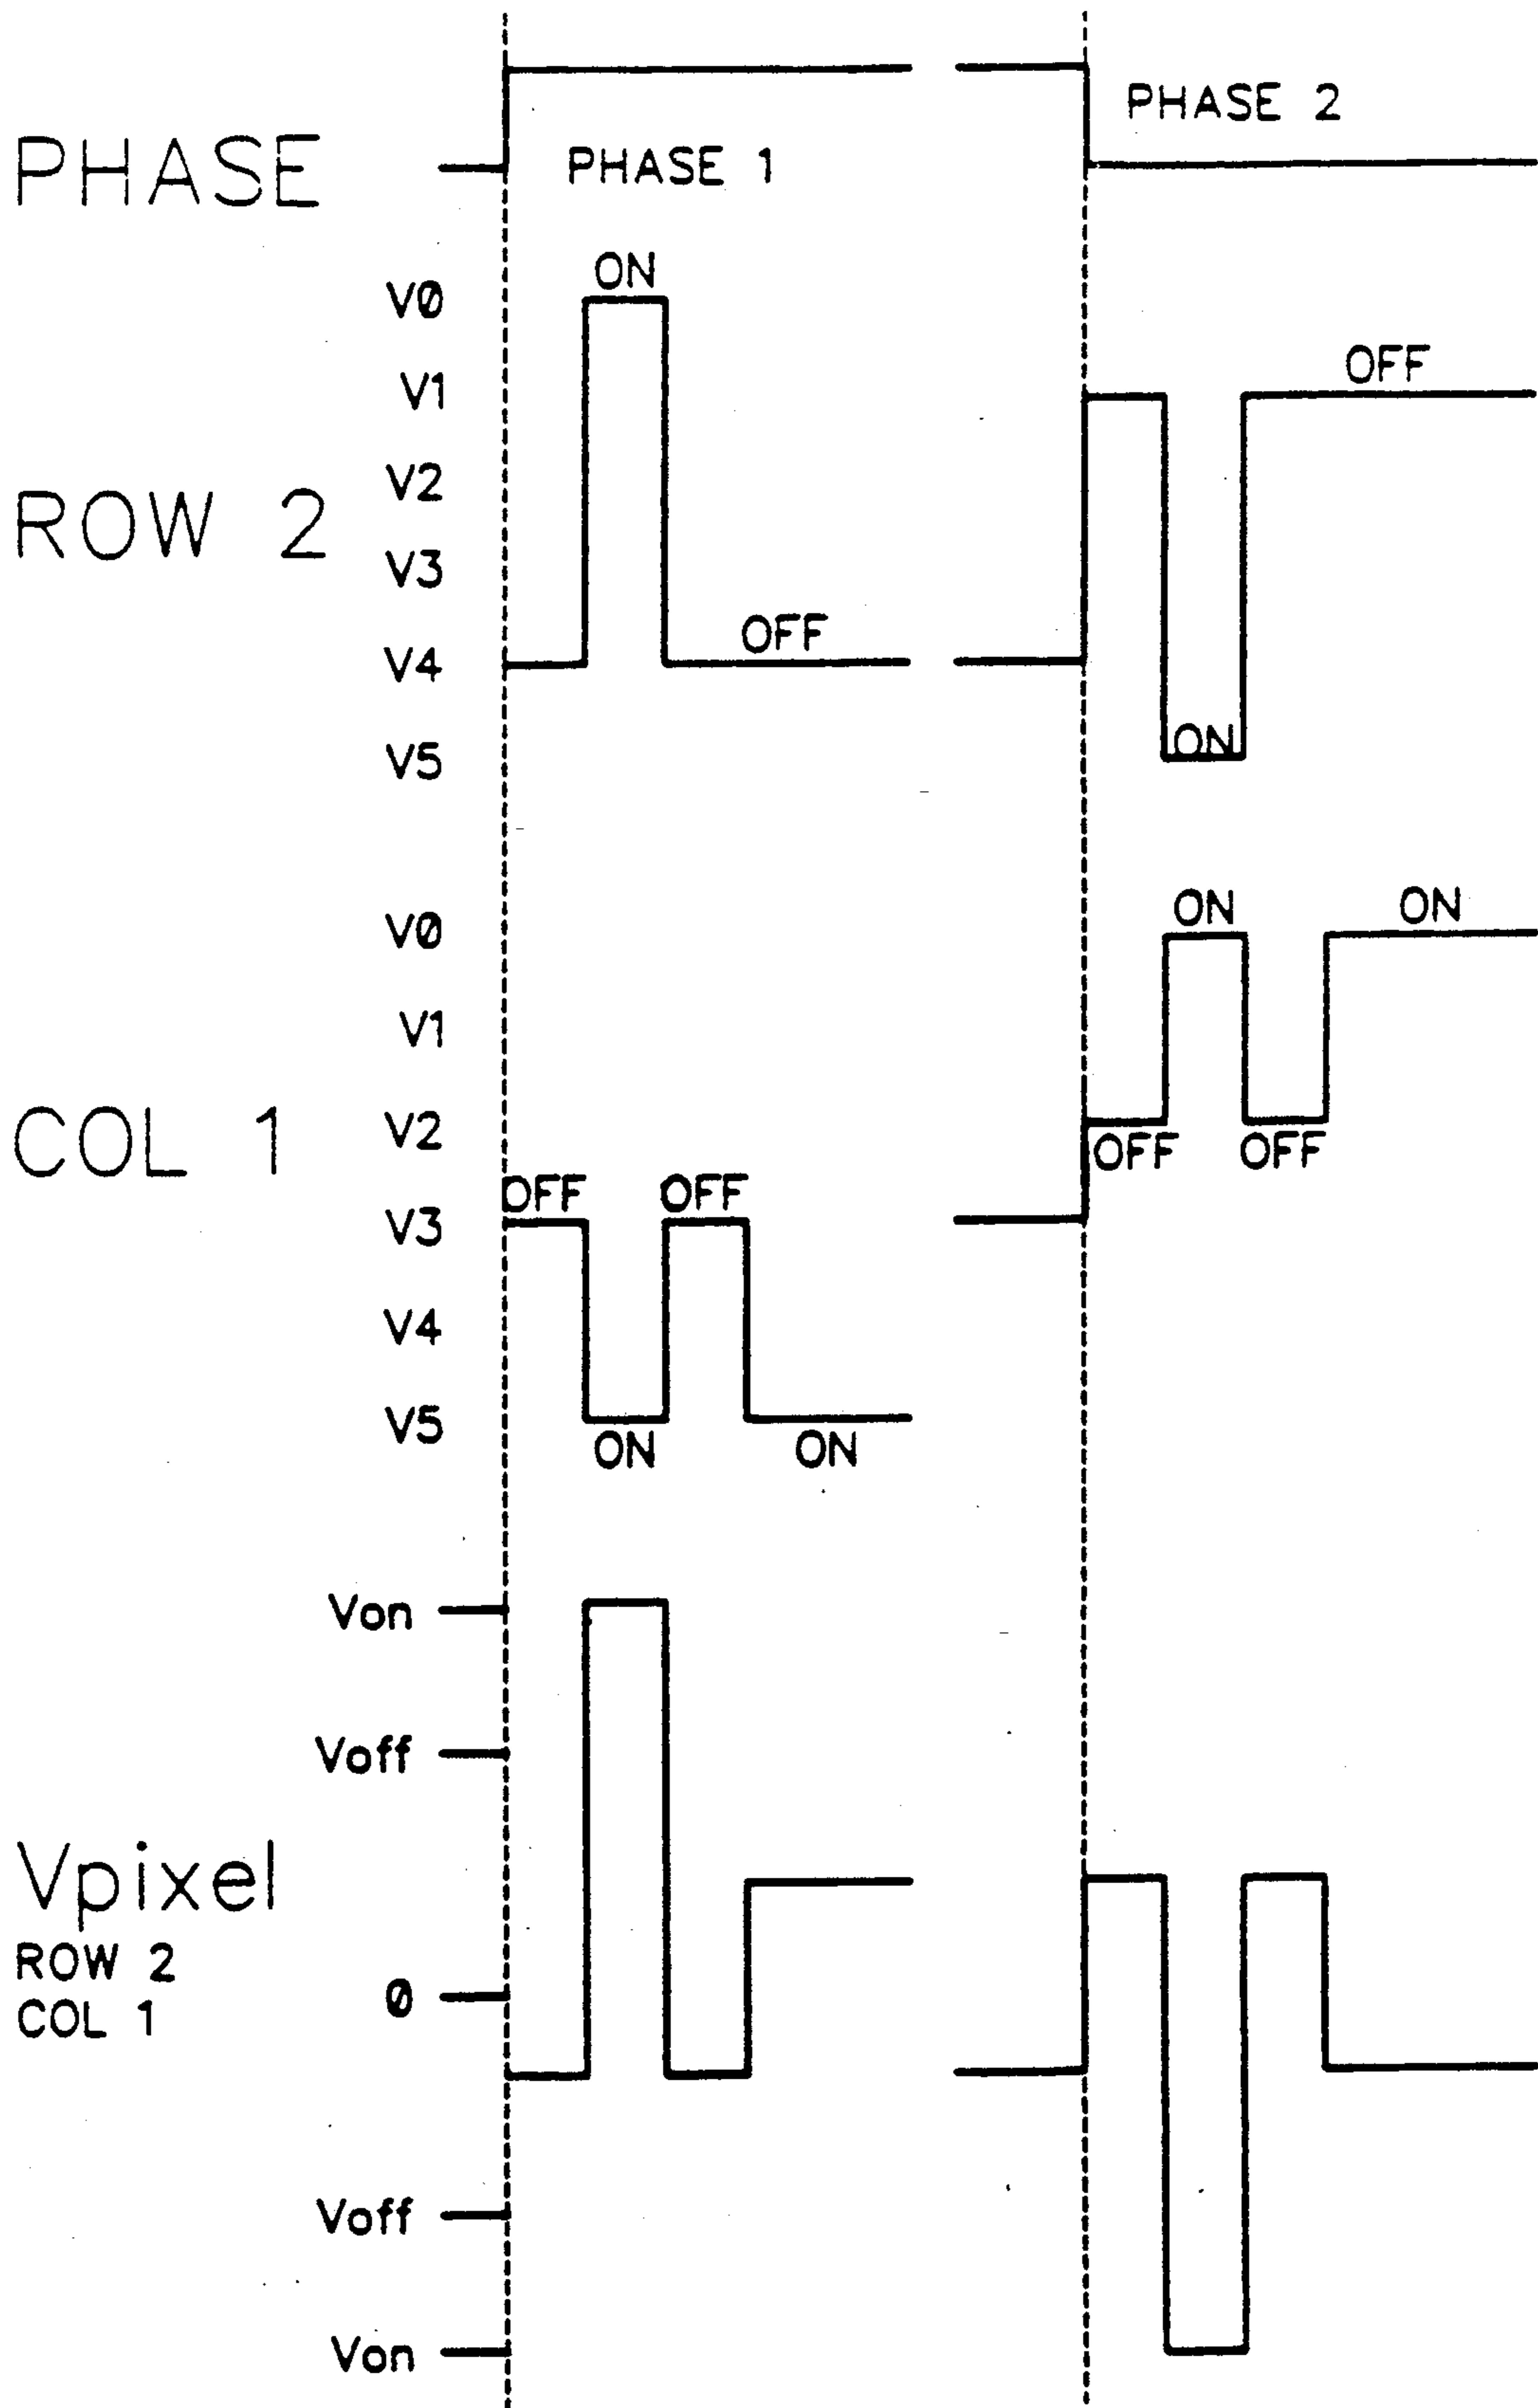 PHASE
PHASE 1
PHASE 2
ROW 2
V0
V1
V2
V3
V4
V5
ON
OFF
OFF
ON
COL 1
V0
V1
V2
V3
V4
V5
OFF
ON
OFF
ON
OFF
ON
OFF
ON
Vpixel
ROW 2
COL 1
Von
Voff
0
Voff
Von